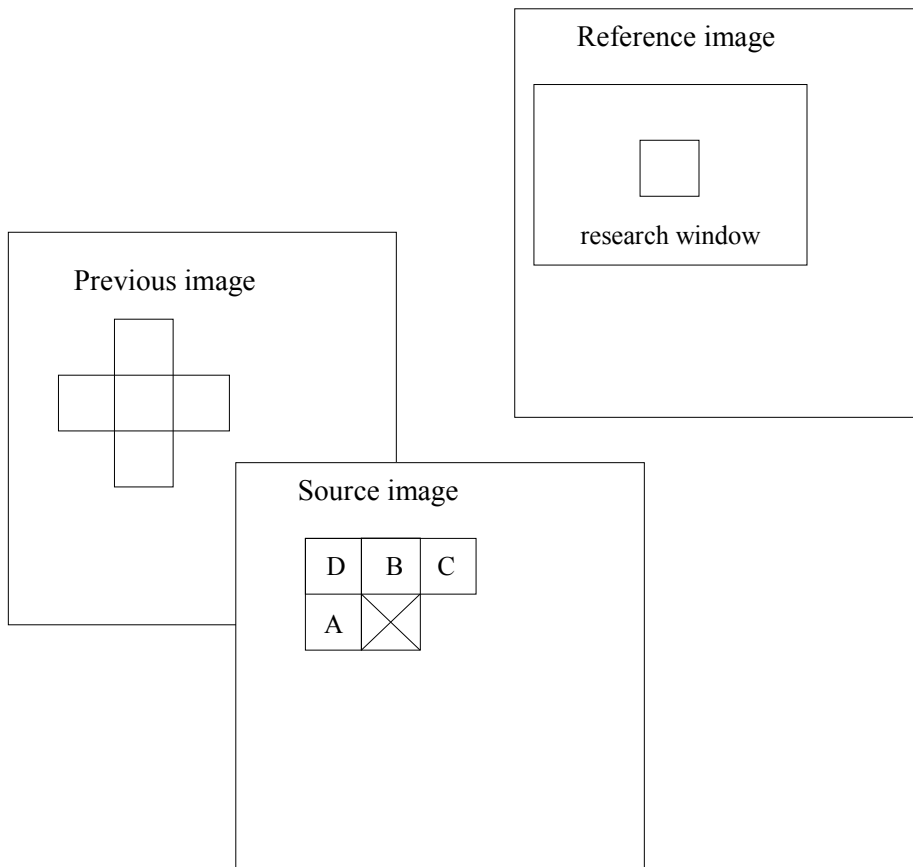 Reference image
research window
Previous image
Source image
D B C
A